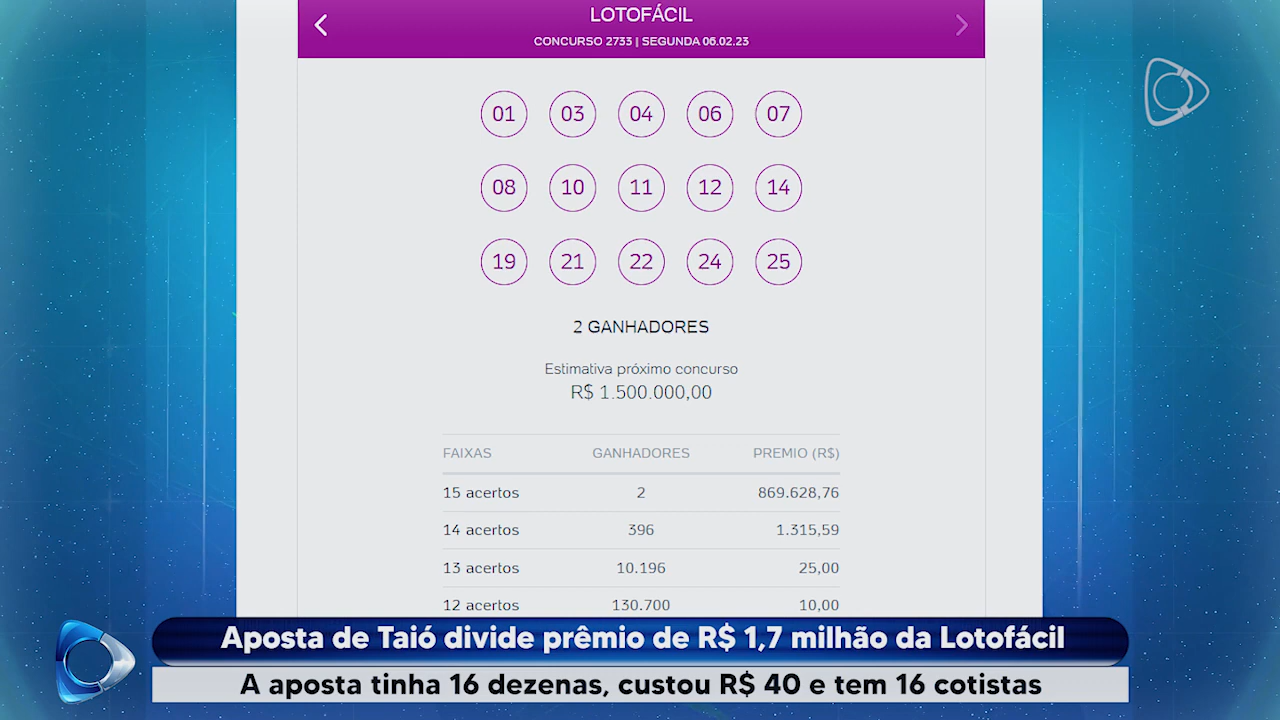 LOTOFÁCIL
CONCURSO 2733 | SEGUNDA 06.02.23
01 03 04 06 07
08 10 11 12 14
19 21 22 24 25
2 GANHADORES
Estimativa próximo concurso
R$ 1.500.000,00
FAIXAS GANHADORES PREMIO (R$)
15 acertos 2 869.628,76
14 acertos 396 1.315,59
13 acertos 10.196 25,00
12 acertos 130.700 10,00
Aposta de Taió divide prêmio de R$ 1,7 milhão da Lotofácil
A aposta tinha 16 dezenas, custou R$ 40 e tem 16 cotistas